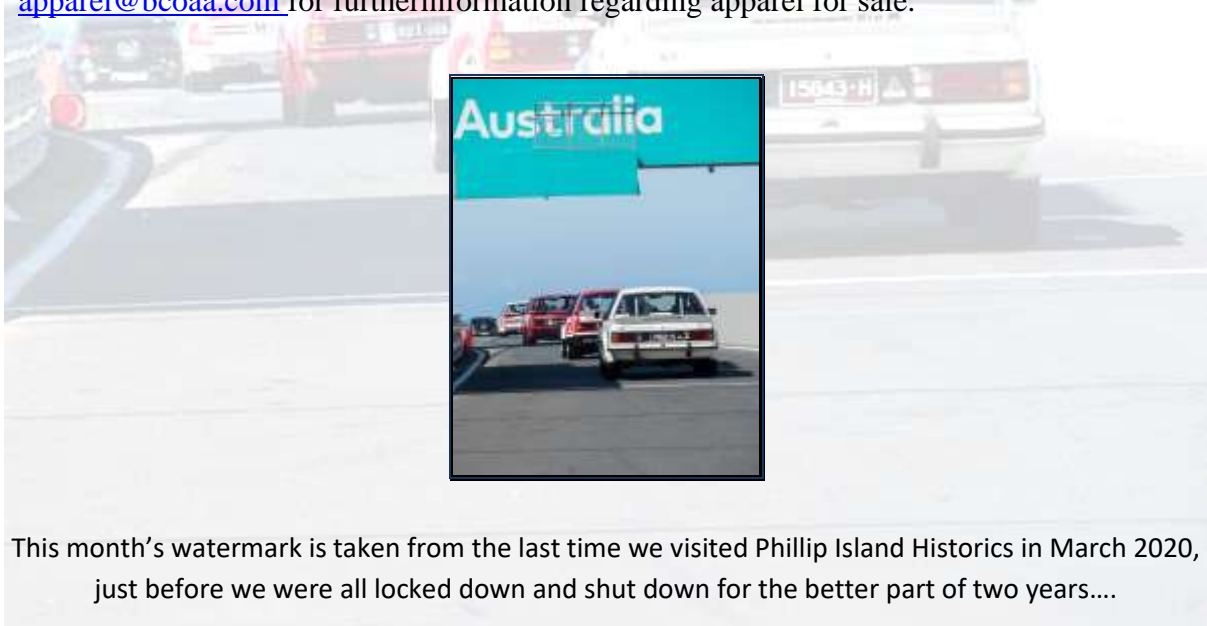 apparel@bcoaa.com for furtherinformation regarding apparel for sale.
15643·H
Australia
This month’s watermark is taken from the last time we visited Phillip Island Historics in March 2020,
just before we were all locked down and shut down for the better part of two years….